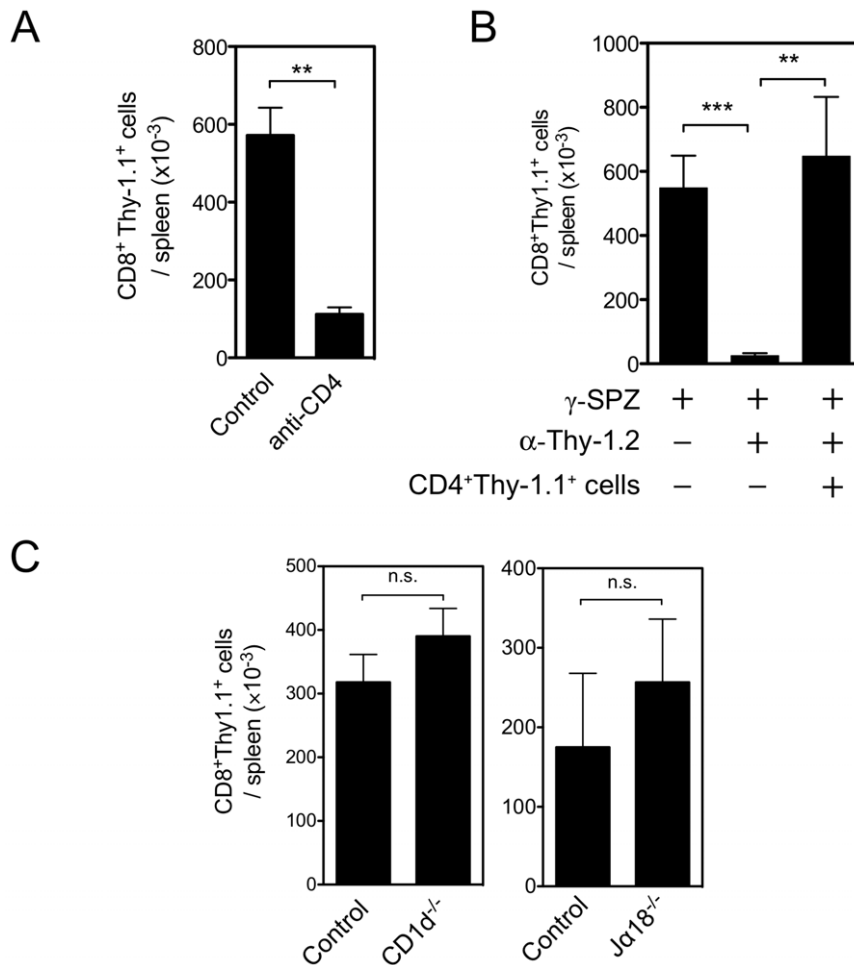 A
CD8⁺ Thy-1.1⁺ cells
/ spleen (x10⁻³)
800
600
400
200
0
**
Control
anti-CD4
B
CD8⁺Thy1.1⁺ cells
/ spleen (x10⁻³)
1000
800
600
400
200
0
***
**
γ-SPZ + + +
α-Thy-1.2 − + +
CD4⁺Thy-1.1⁺ cells − − +
C
CD8⁺Thy1.1⁺ cells
/ spleen (×10⁻³)
500
400
300
200
100
0
n.s.
Control
CD1d⁻/⁻
400
300
200
100
0
n.s.
Control
Jα18⁻/⁻